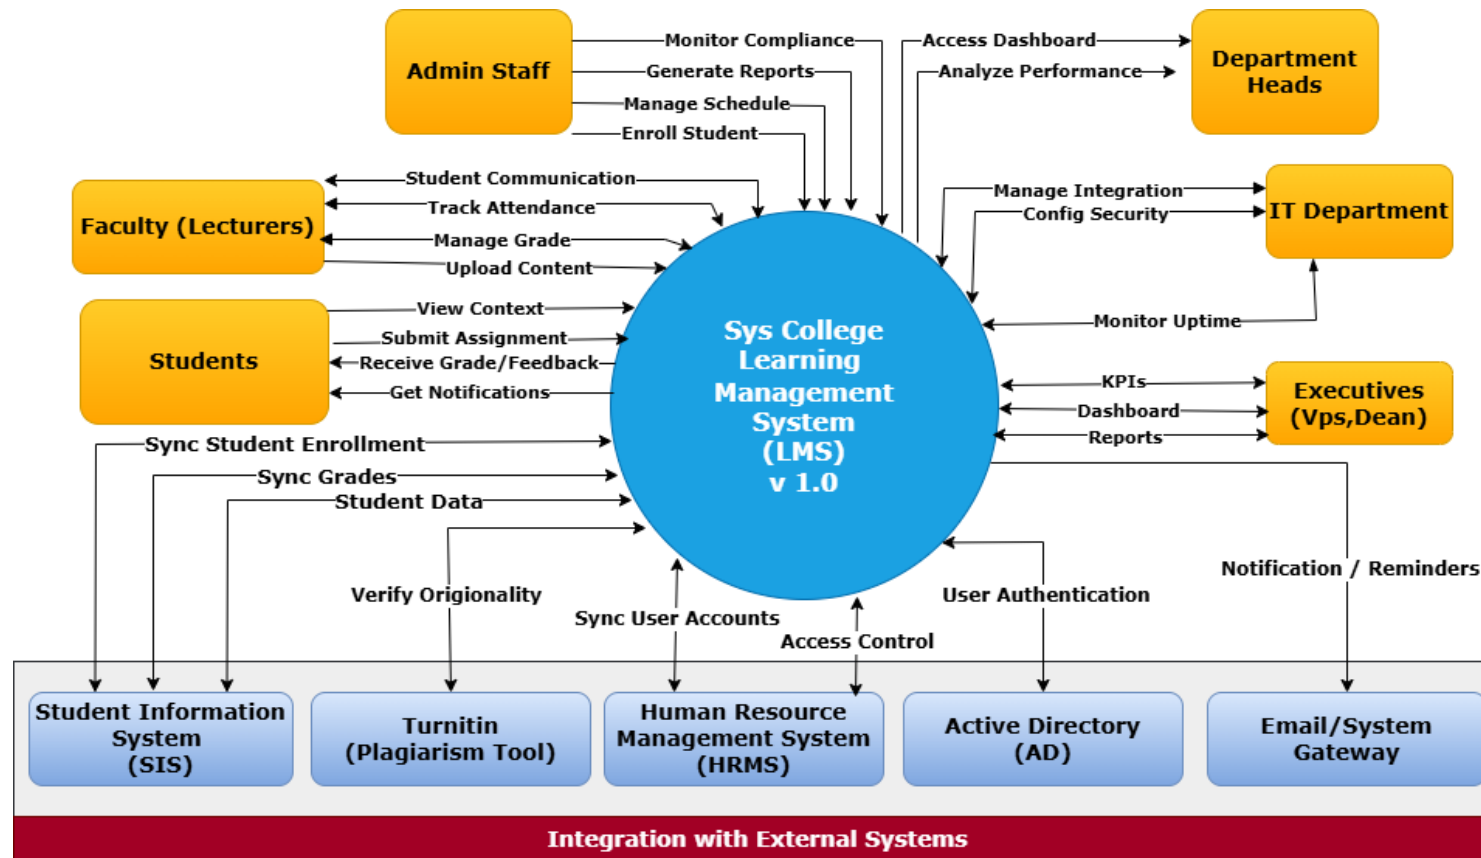 Admin Staff
Monitor Compliance
Generate Reports
Manage Schedule
Enroll Student
Access Dashboard
Analyze Performance
Department
Heads
Faculty (Lecturers)
Student Communication
Track Attendance
Manage Grade
Upload Content
Manage Integration
Config Security
IT Department
Monitor Uptime
Students
View Context
Submit Assignment
Receive Grade/Feedback
Get Notifications
Sys College
Learning
Management
System
(LMS)
v 1.0
KPIs
Dashboard
Reports
Executives
(Vps,Dean)
Sync Student Enrollment
Sync Grades
Student Data
Verify Origionality
Sync User Accounts
Access Control
User Authentication
Notification / Reminders
Student Information
System
(SIS)
Turnitin
(Plagiarism Tool)
Human Resource
Management System
(HRMS)
Active Directory
(AD)
Email/System
Gateway
Integration with External Systems